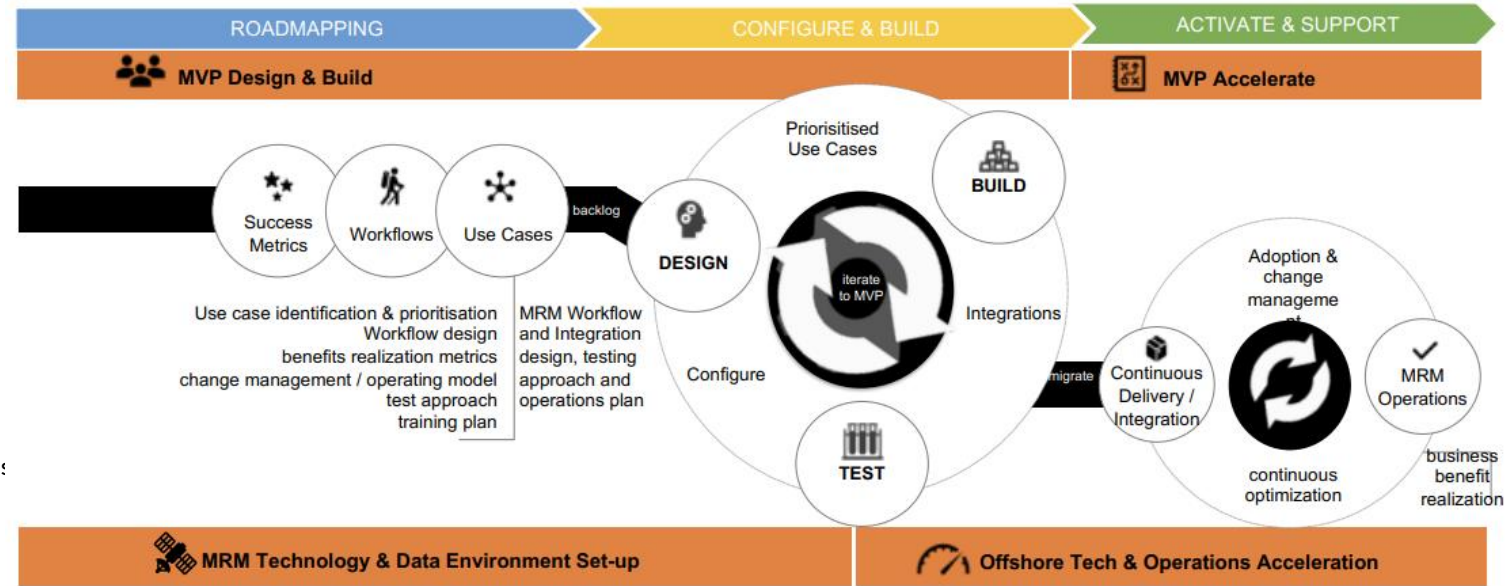 ROADMAPPING
CONFIGURE & BUILD
ACTIVATE & SUPPORT
MVP Design & Build
MVP Accelerate
Success
Metrics
Workflows
Use Cases
backlog
Use case identification & prioritisation
Workflow design
benefits realization metrics
change management / operating model
test approach
training plan
MRM Workflow
and Integration
design, testing
approach and
operations plan
DESIGN
Priorisitised
Use Cases
BUILD
iterate
to MVP
Integrations
Configure
TEST
migrate
Continuous
Delivery /
Integration
Adoption &
change
manageme
nt
MRM
Operations
continuous
optimization
business
benefit
realization
MRM Technology & Data Environment Set-up
Offshore Tech & Operations Acceleration